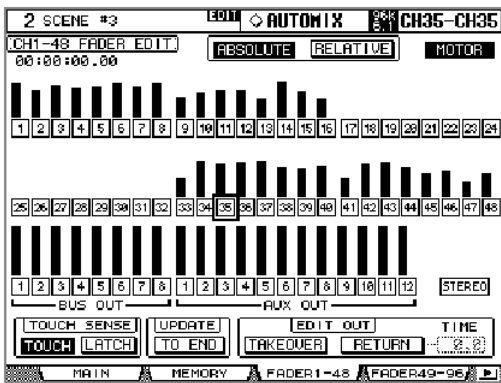 2 SCENE #3 EDIT AUTOMIX 96k 5.1 CH35-CH35
CH1-48 FADER EDIT ABSOLUTE RELATIVE MOTOR
00:00:00.00
1 2 3 4 5 6 7 8 9 10 11 12 13 14 15 16 17 18 19 20 21 22 23 24
25 26 27 28 29 30 31 32 33 34 35 36 37 38 39 40 41 42 43 44 45 46 47 48
1 2 3 4 5 6 7 8 1 2 3 4 5 6 7 8 9 10 11 12 STEREO
BUS OUT AUX OUT
TOUCH SENSE UPDATE EDIT OUT TIME
TOUCH LATCH TO END TAKEOVER RETURN 2.0
MAIN MEMORY FADER1-48 FADER49-96